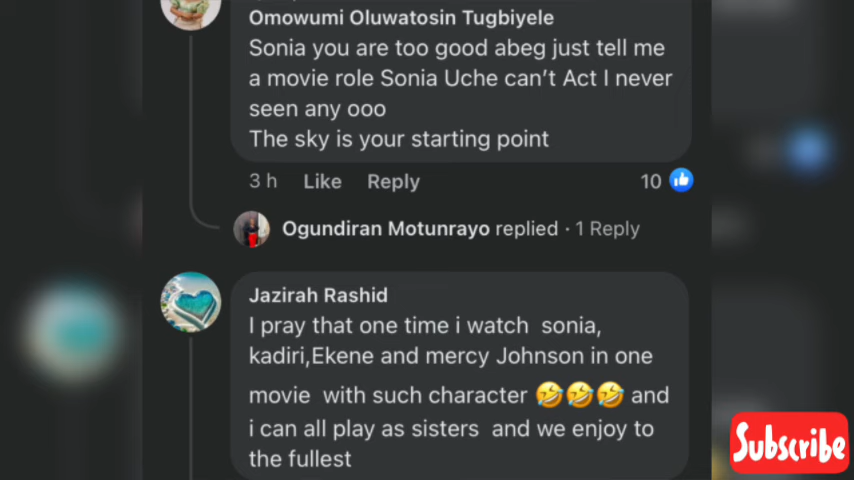 Omowumi Oluwatosin Tugbiyele
Sonia you are too good abeg just tell me
a movie role Sonia Uche can't Act I never
seen any ooo
The sky is your starting point
3 h Like Reply 10
Ogundiran Motunrayo replied · 1 Reply
Jazirah Rashid
I pray that one time i watch sonia,
kadiri,Ekene and mercy Johnson in one
movie with such character 🤣🤣🤣 and
i can all play as sisters and we enjoy to
the fullest
Subscribe